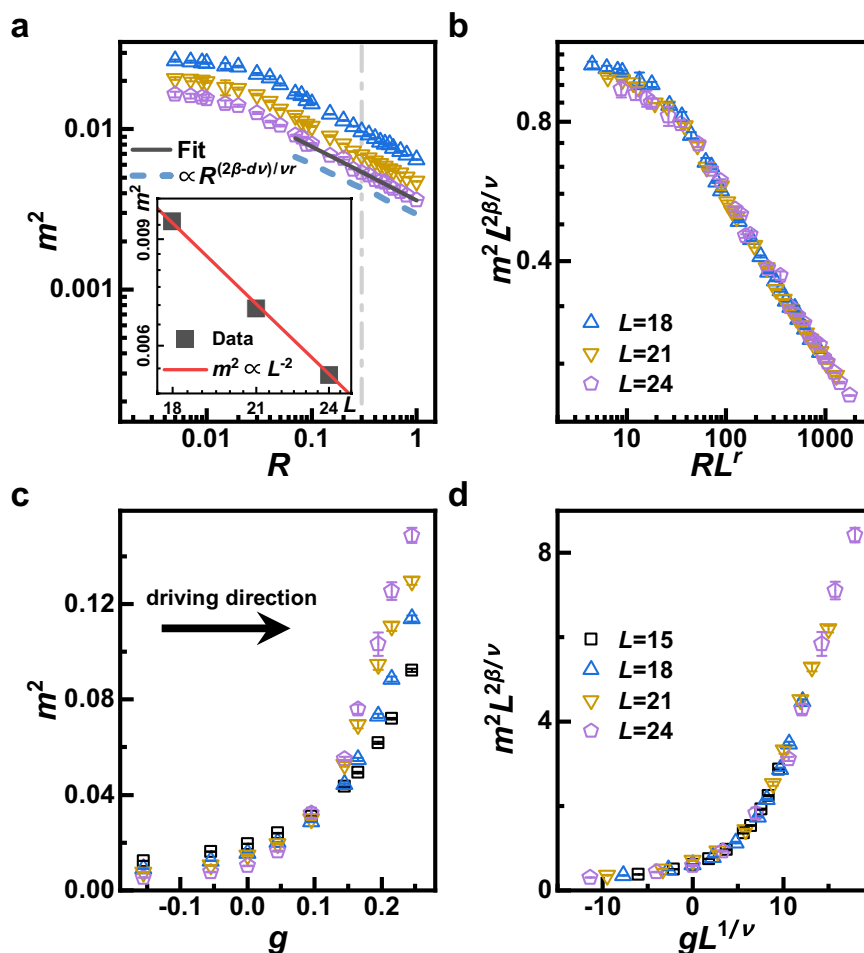 a
0.01
0.001
m²
Fit
∝R^(2β-dν)/νr
m²
0.009
0.006
Data
m² ∝ L⁻²
18
21
24
L
0.01
0.1
1
R
b
0.8
0.4
m² L^2β/ν
L=18
L=21
L=24
10
100
1000
RL^r
c
0.12
0.08
0.04
0.00
m²
driving direction
-0.1
0.0
0.1
0.2
g
d
8
4
0
m² L^2β/ν
L=15
L=18
L=21
L=24
-10
0
10
gL^1/ν